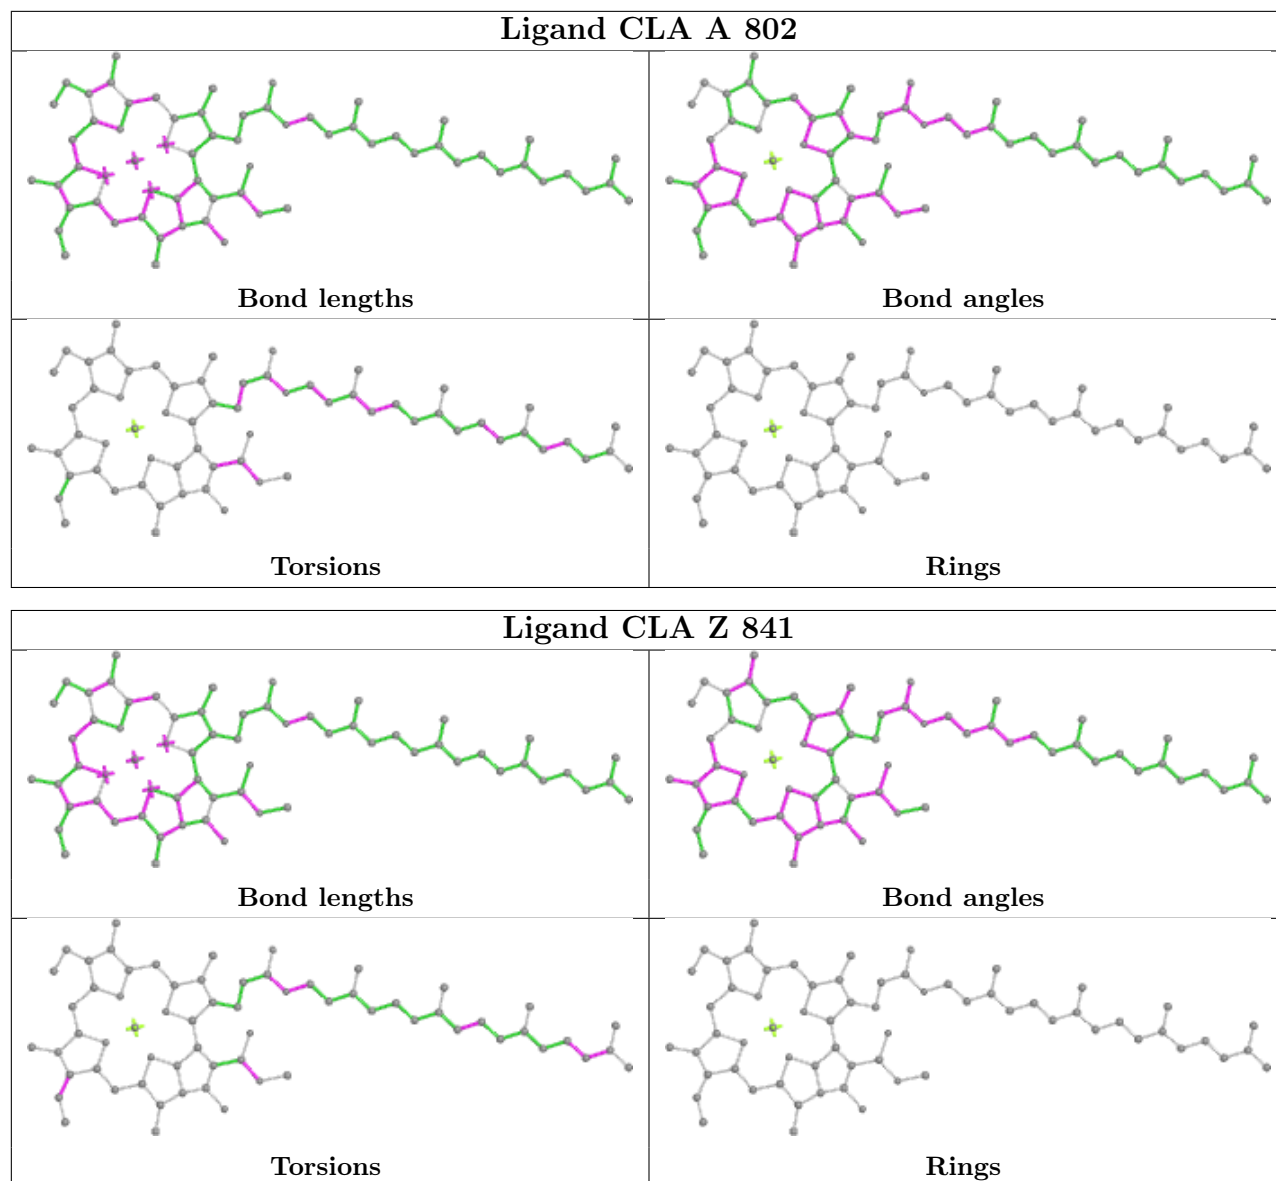 Ligand CLA A 802
Bond lengths
Bond angles
Torsions
Rings
Ligand CLA Z 841
Bond lengths
Bond angles
Torsions
Rings